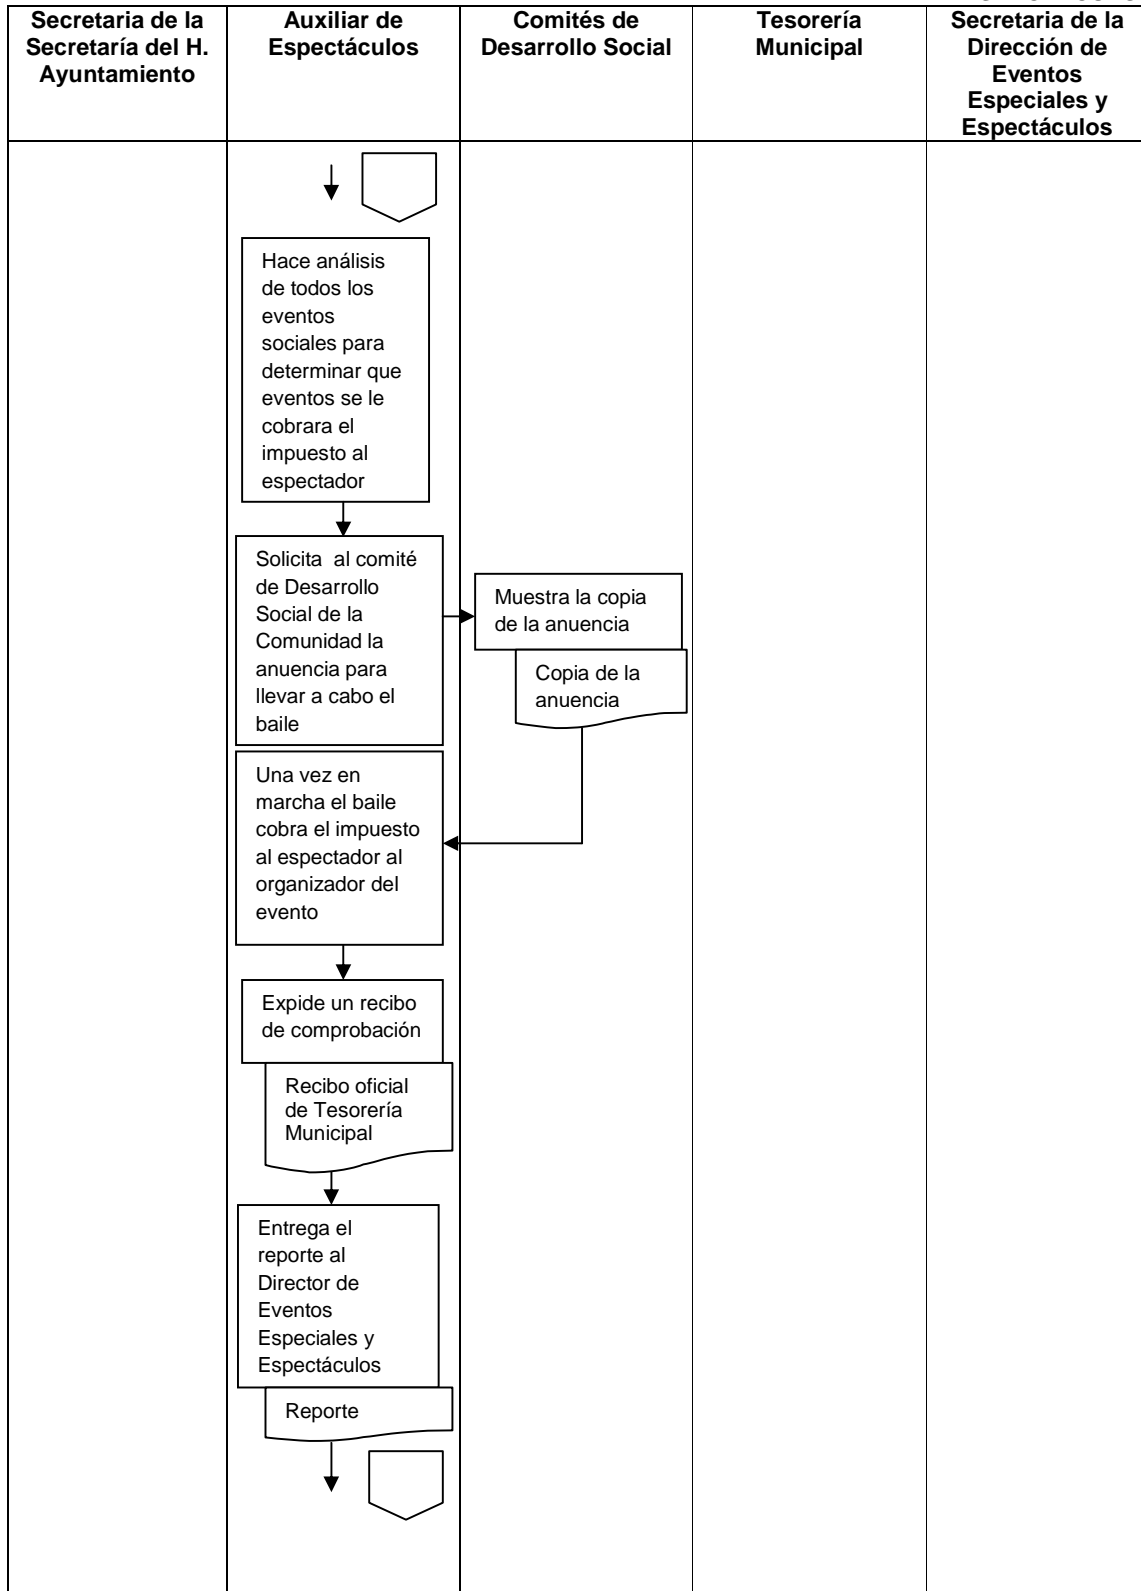 Secretaria de la
Secretaría del H.
Ayuntamiento
Auxiliar de
Espectáculos
Comités de
Desarrollo Social
Tesorería
Municipal
Secretaria de la
Dirección de
Eventos
Especiales y
Espectáculos
Hace análisis
de todos los
eventos
sociales para
determinar que
eventos se le
cobrara el
impuesto al
espectador
Solicita al comité
de Desarrollo
Social de la
Comunidad la
anuencia para
llevar a cabo el
baile
Muestra la copia
de la anuencia
Copia de la
anuencia
Una vez en
marcha el baile
cobra el impuesto
al espectador al
organizador del
evento
Expide un recibo
de comprobación
Recibo oficial
de Tesorería
Municipal
Entrega el
reporte al
Director de
Eventos
Especiales y
Espectáculos
Reporte